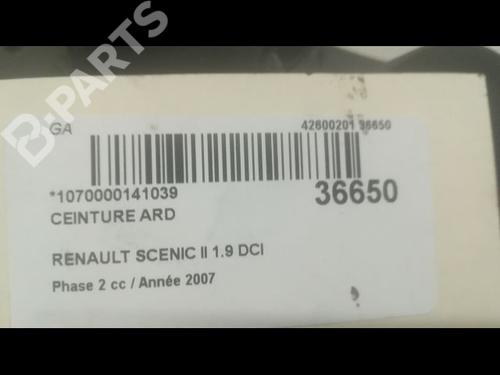 B-PARTS
GA 42600201 36650
*1070000141039 36650
CEINTURE ARD
RENAULT SCENIC II 1.9 DCI
Phase 2 cc / Année 2007